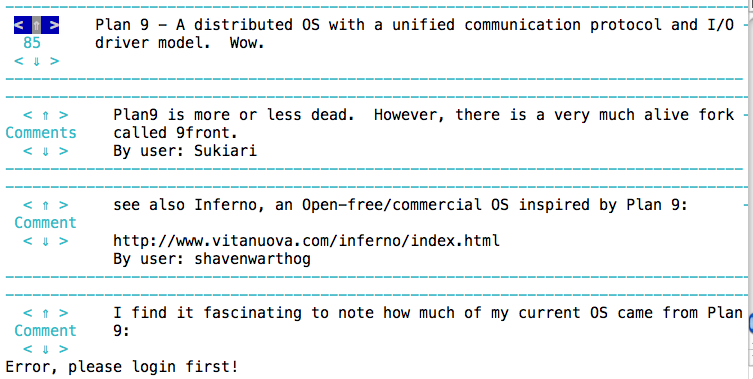 < ⇑ > Plan 9 - A distributed OS with a unified communication protocol and I/O
85 driver model.  Wow.
< ⇓ >
< ⇑ > Plan9 is more or less dead.  However, there is a very much alive fork
Comments called 9front.
< ⇓ > By user: Sukiari
< ⇑ > see also Inferno, an Open-free/commercial OS inspired by Plan 9:
Comment
< ⇓ > http://www.vitanuova.com/inferno/index.html
By user: shavenwarthog
< ⇑ > I find it fascinating to note how much of my current OS came from Plan
Comment 9:
< ⇓ >
Error, please login first!